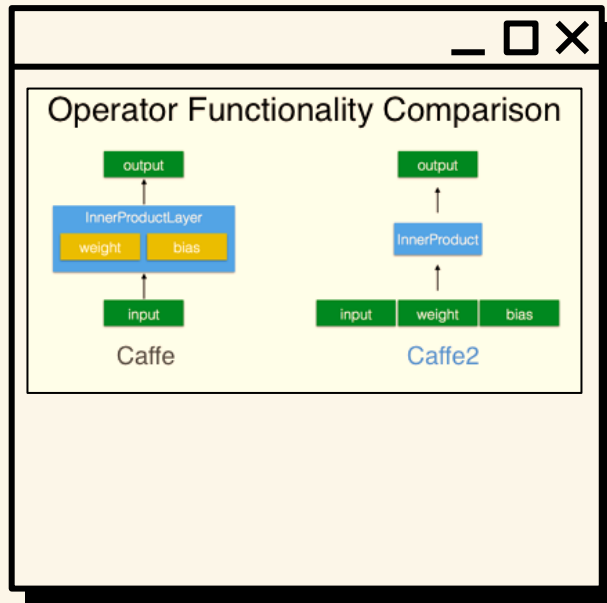 Operator Functionality Comparison
output
InnerProductLayer
weight bias
input
Caffe
output
InnerProduct
input weight bias
Caffe2